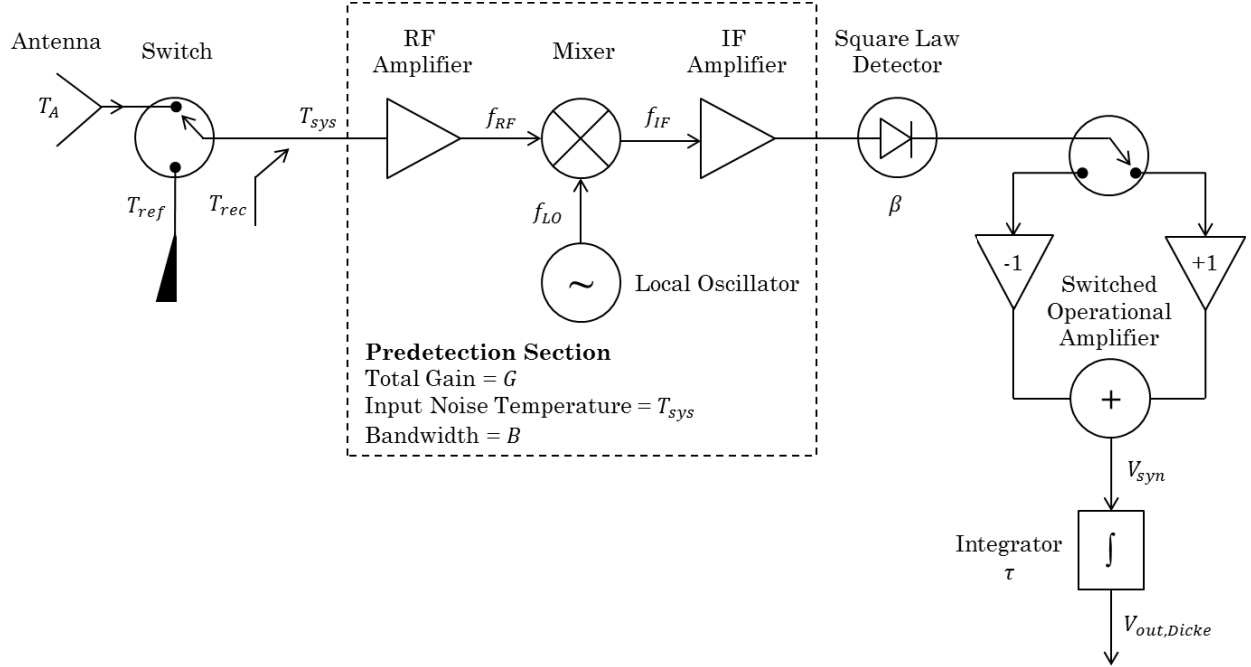 Antenna
Switch
RF
Amplifier
Mixer
IF
Amplifier
Square Law
Detector
T_A
T_sys
f_RF
f_IF
T_ref
T_rec
f_LO
β
~
Local Oscillator
-1
+1
Switched
Operational
Amplifier
Predetection Section
Total Gain = G
Input Noise Temperature = T_sys
Bandwidth = B
+
V_syn
Integrator
τ
∫
V_out,Dicke